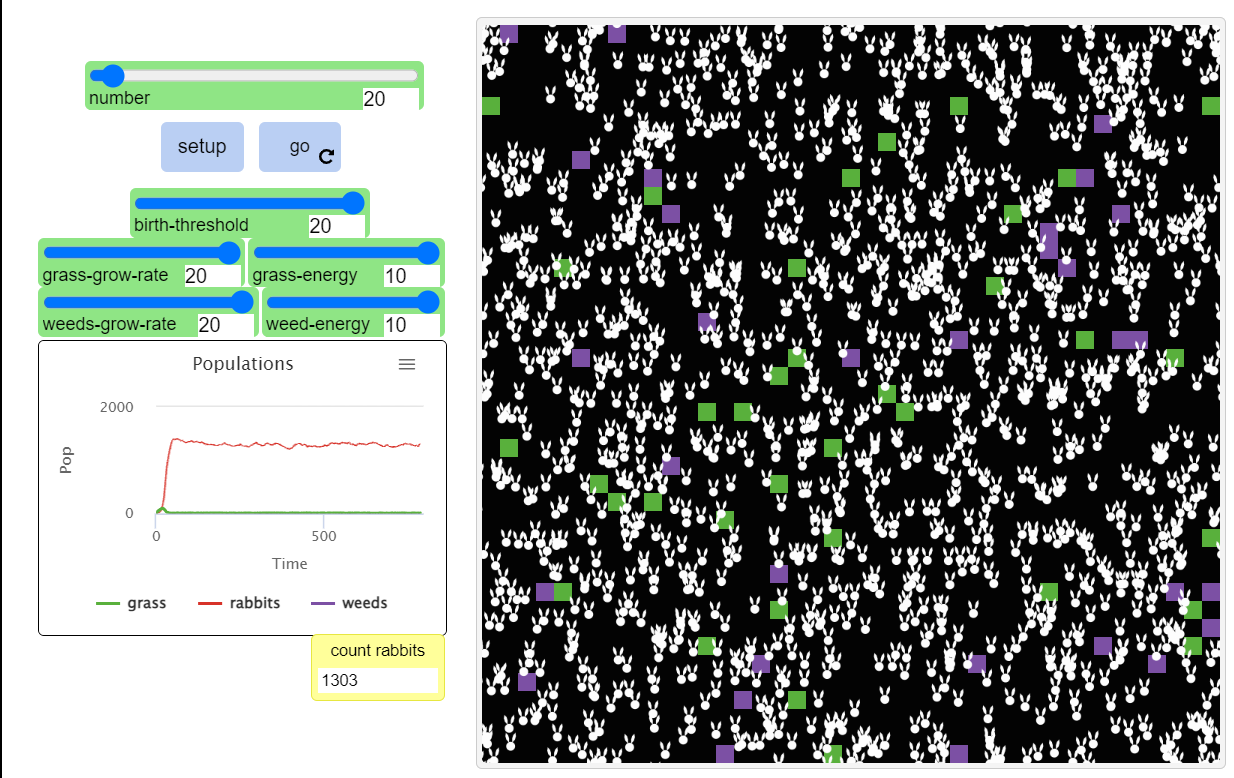 number 20
setup go
birth-threshold 20
grass-grow-rate 20 grass-energy 10
weeds-grow-rate 20 weed-energy 10
Populations
2000
Pop
0
0 500
Time
grass rabbits weeds
count rabbits
1303